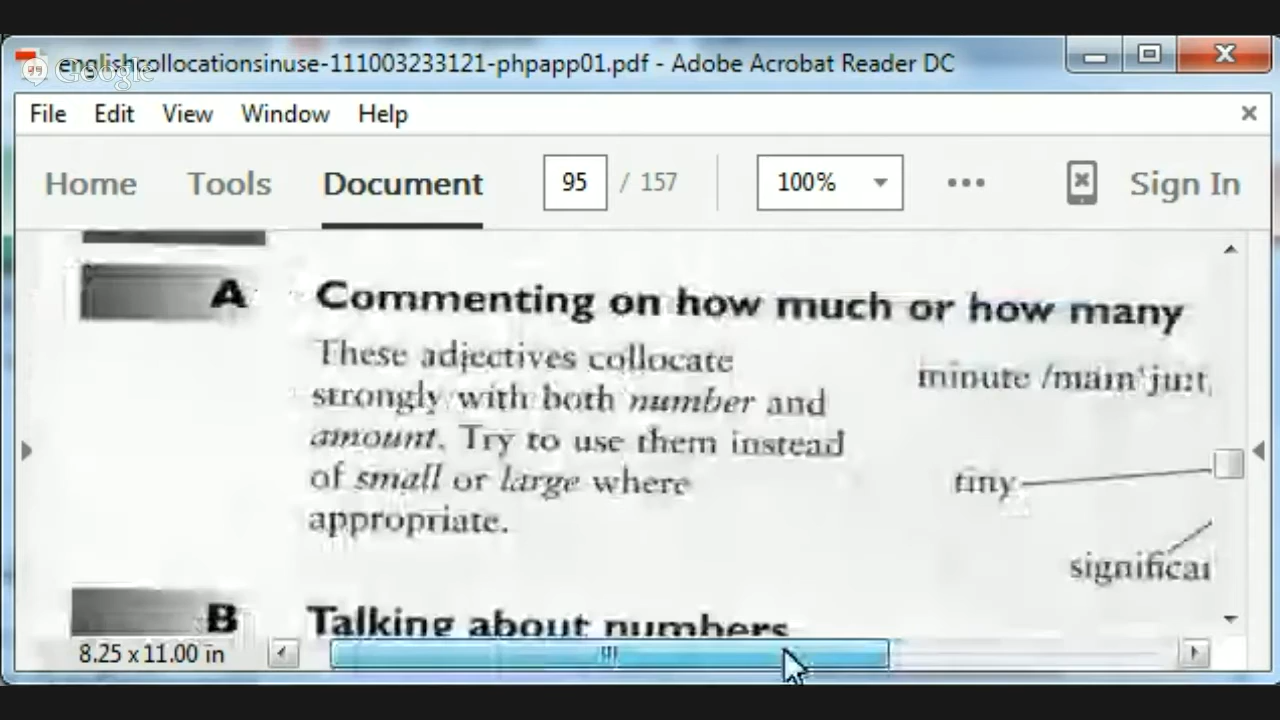 Google
englishcollocationsinuse-111003233121-phpapp01.pdf - Adobe Acrobat Reader DC
File Edit View Window Help
Home Tools Document 95 / 157 100% Sign In
A Commenting on how much or how many
These adjectives collocate
strongly with both number and
amount. Try to use them instead
of small or large where
appropriate.
minute /maɪnˈjuːt
tiny
significa
B Talking about numbers
8.25 x 11.00 in